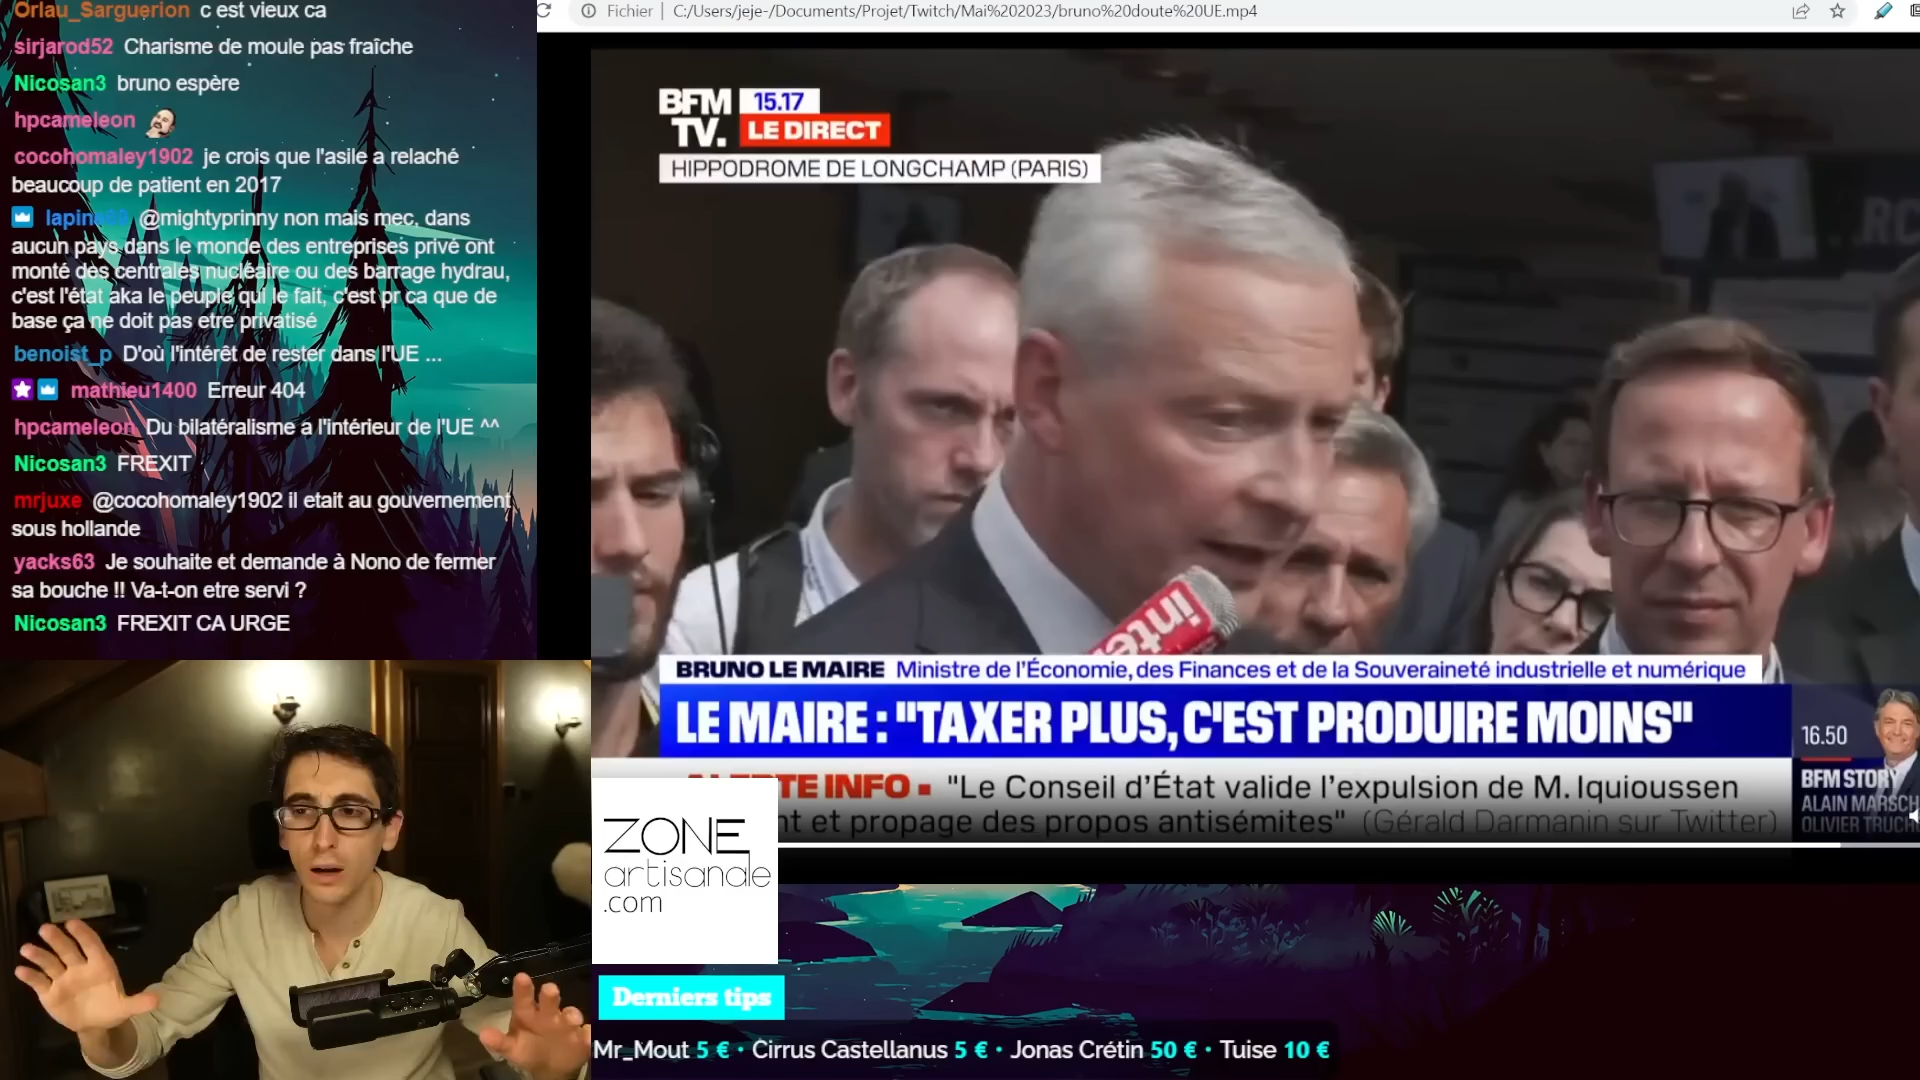 Orlau_Sarguerion c est vieux ca
sirjarod52 Charisme de moule pas fraîche
Nicosan3 bruno espère
hpcameleon
cocohomaley1902 je crois que l'asile a relaché
beaucoup de patient en 2017
@mightyprinny non mais mec, dans
aucun pays dans le monde des entreprises privé ont
monté des centrales nucléaire ou des barrage hydrau,
c'est l'état aka le peuple qui le fait, c'est pr ca que de
base ça ne doit pas etre privatisé
benoist_p D'où l'intérêt de rester dans l'UE ...
mathieu1400 Erreur 404
hpcameleon Du bilatéralisme à l'intérieur de l'UE ^^
Nicosan3 FREXIT
mrjuxe @cocohomaley1902 il etait au gouvernement
sous hollande
yacks63 Je souhaite et demande à Nono de fermer
sa bouche !! Va-t-on etre servi ?
Nicosan3 FREXIT CA URGE
Fichier | C:/Users/jeje-/Documents/Projet/Twitch/Mai%202023/bruno%20doute%20UE.mp4
BFM
TV.
15.17
LE DIRECT
HIPPODROME DE LONGCHAMP (PARIS)
inter
BRUNO LE MAIRE Ministre de l'Économie, des Finances et de la Souveraineté industrielle et numérique
LE MAIRE : "TAXER PLUS, C'EST PRODUIRE MOINS"
16.50
BFM STORY
ALAIN MARSCH
OLIVIER TRUCH
TE INFO ▪ "Le Conseil d'État valide l'expulsion de M. Iquioussen
nt et propage des propos antisémites" (Gérald Darmanin sur Twitter)
ZONE
artisanale
.com
Derniers tips
Mr_Mout 5 € • Cirrus Castellanus 5 € • Jonas Crétin 50 € • Tuise 10 €